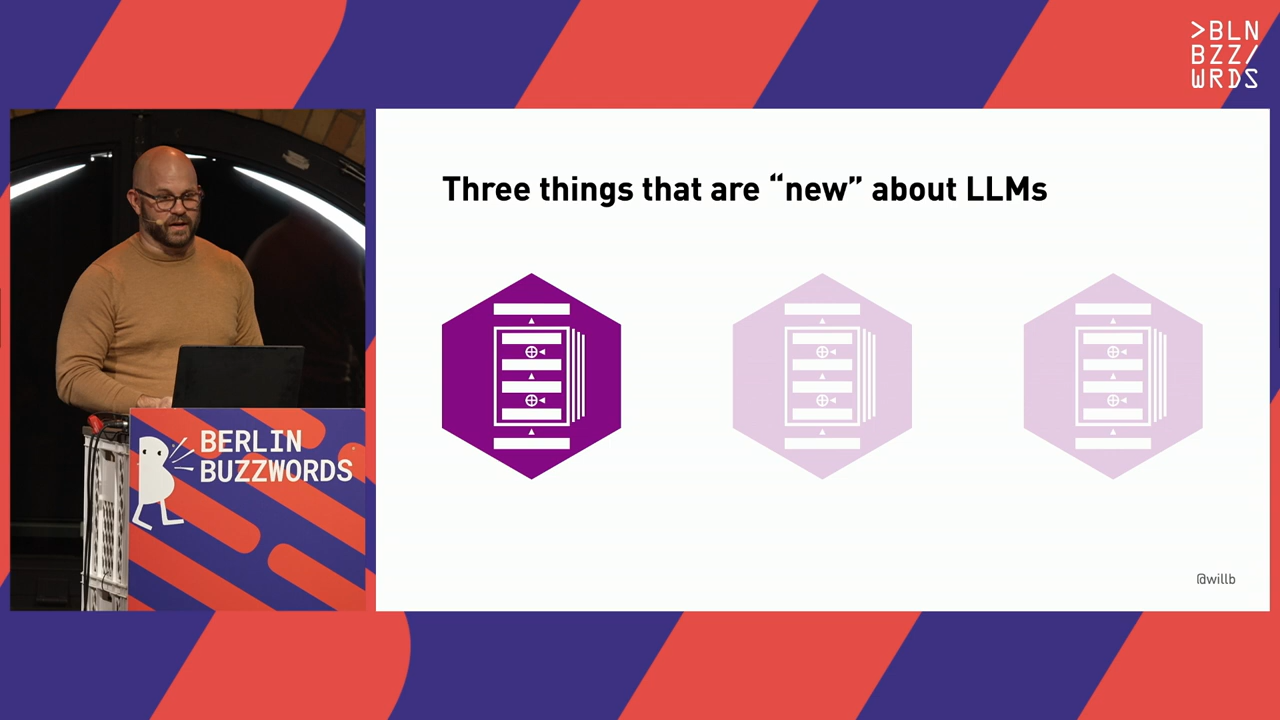 >BLN
BZZ/
WRDS
Three things that are “new” about LLMs
BERLIN
BUZZWORDS
@willb